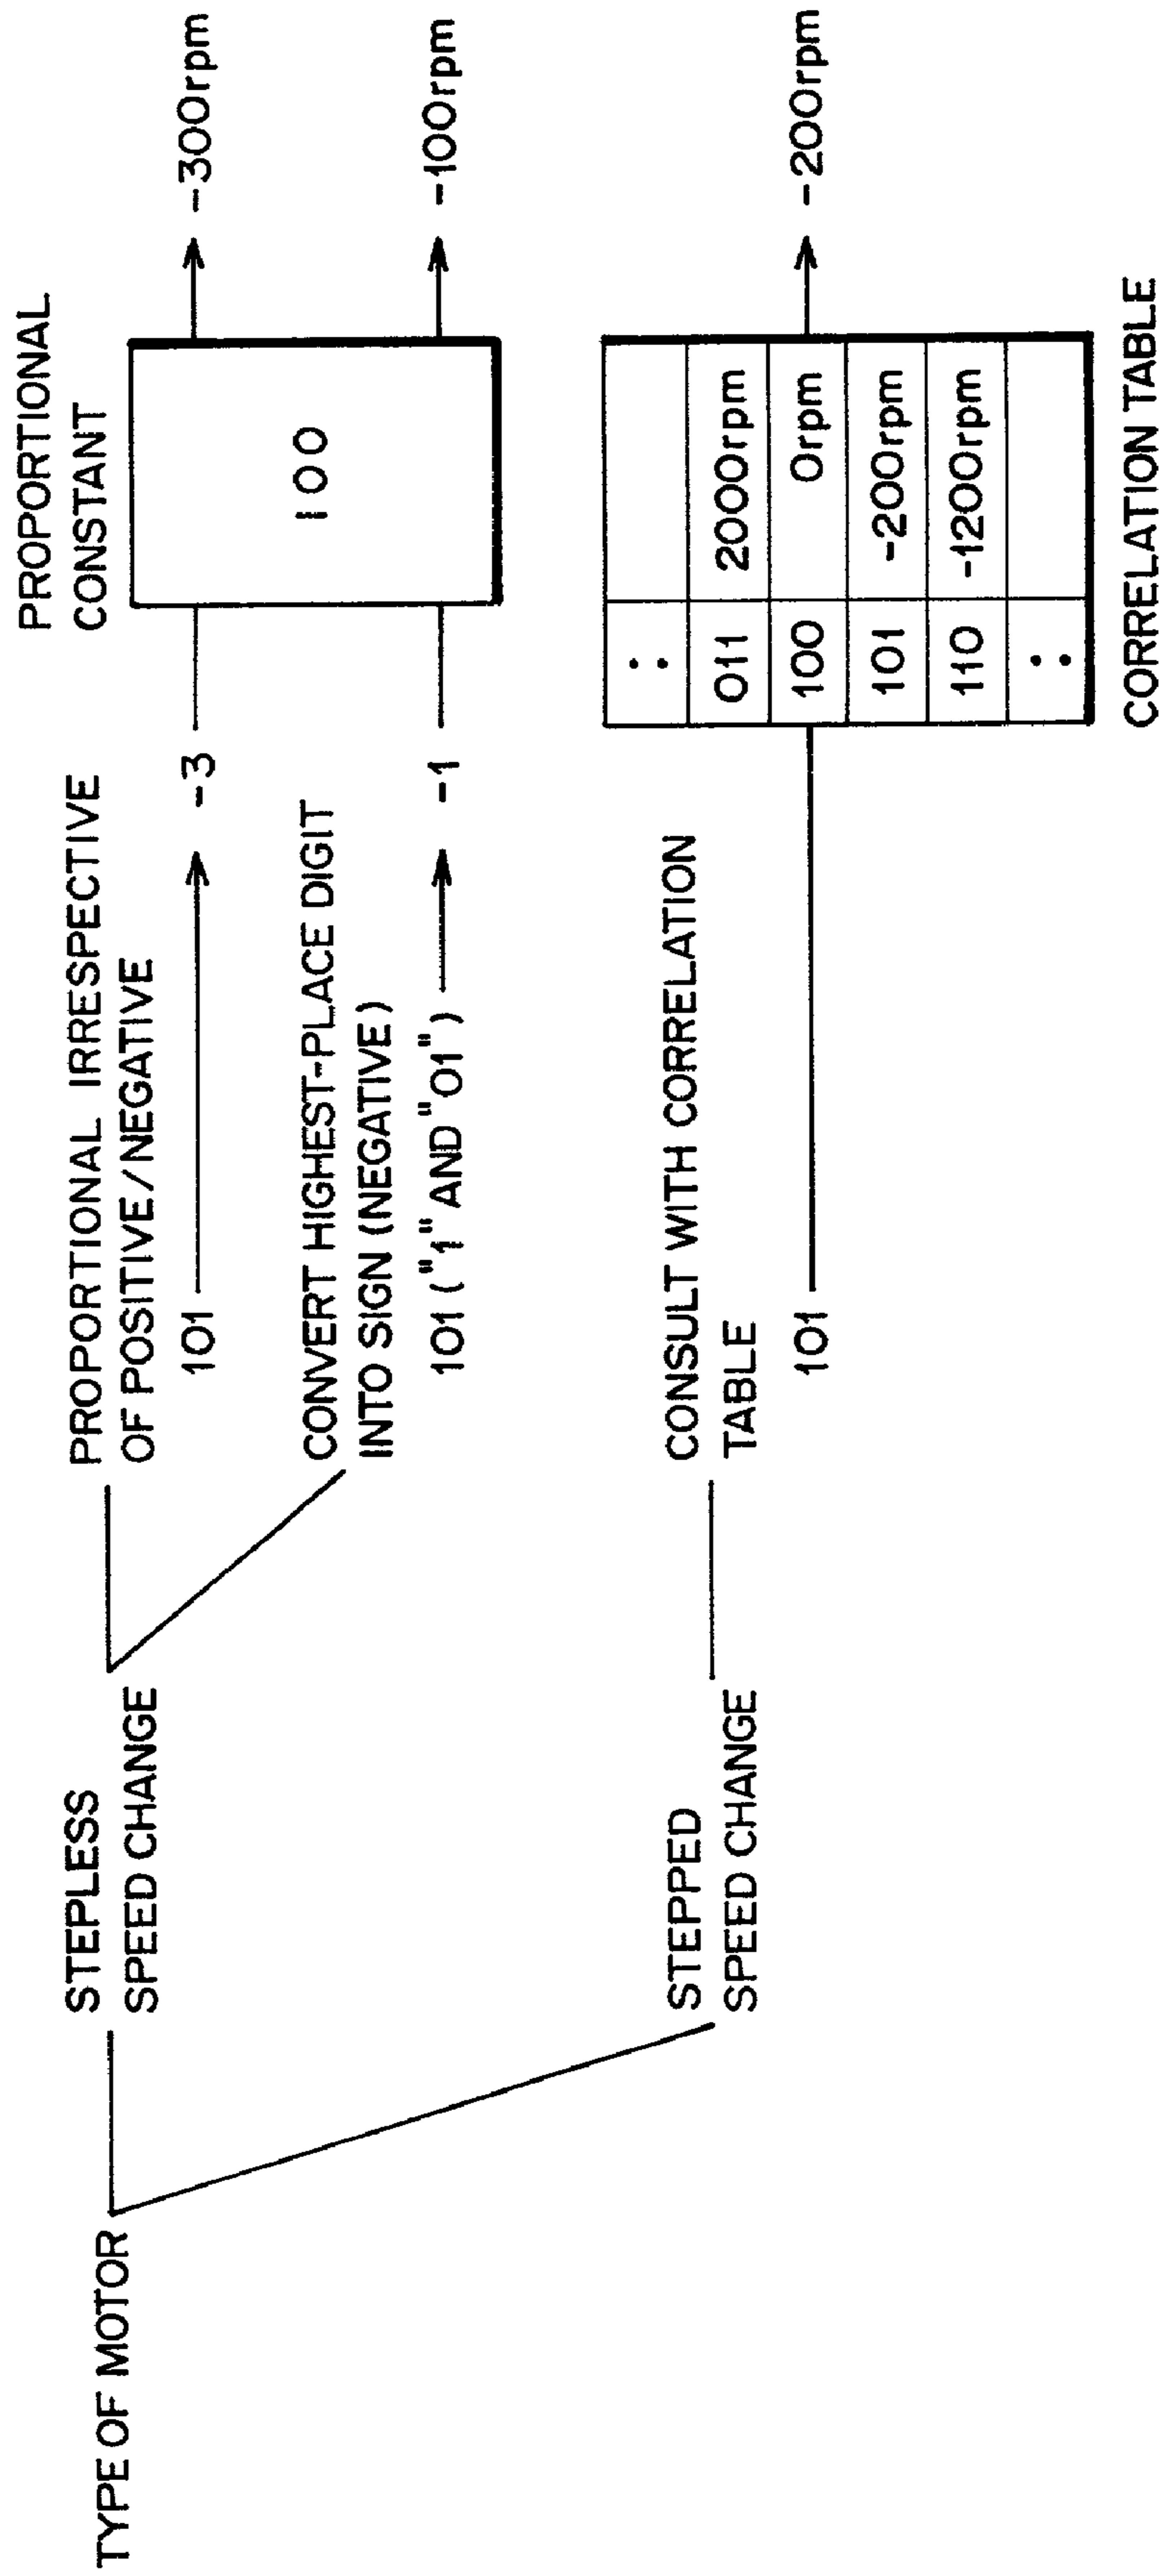 TYPE OF MOTOR
STEPLESS
SPEED CHANGE
PROPORTIONAL IRRESPECTIVE
OF POSITIVE/NEGATIVE
101
-3
CONVERT HIGHEST-PLACE DIGIT
INTO SIGN (NEGATIVE)
101 ("1" AND "01")
-1
PROPORTIONAL
CONSTANT
100
-300rpm
-100rpm
STEPPED
SPEED CHANGE
CONSULT WITH CORRELATION
TABLE
101
:
011 2000rpm
100 0rpm
101 -200rpm
110 -1200rpm
:
-200rpm
CORRELATION TABLE